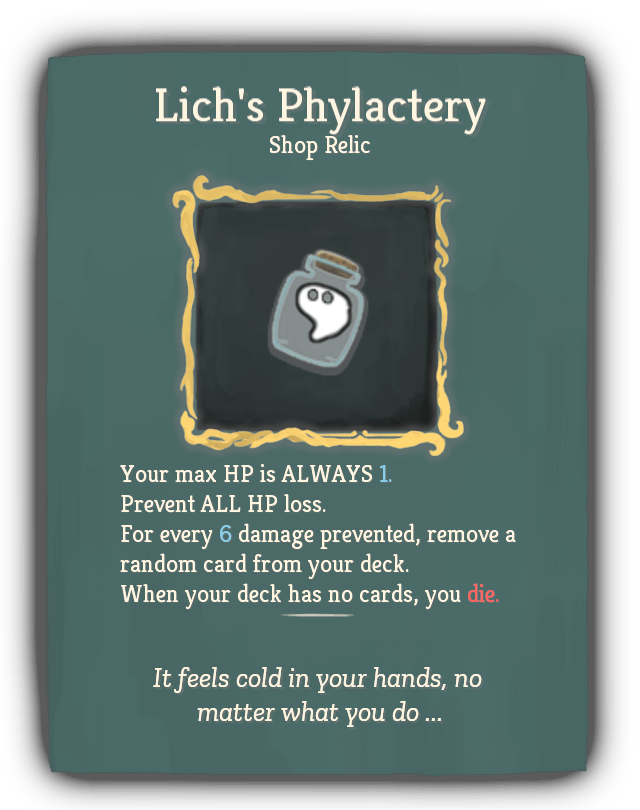 Lich's Phylactery
Shop Relic
Your max HP is ALWAYS 1.
Prevent ALL HP loss.
For every 6 damage prevented, remove a
random card from your deck.
When your deck has no cards, you die.
It feels cold in your hands, no
matter what you do ...